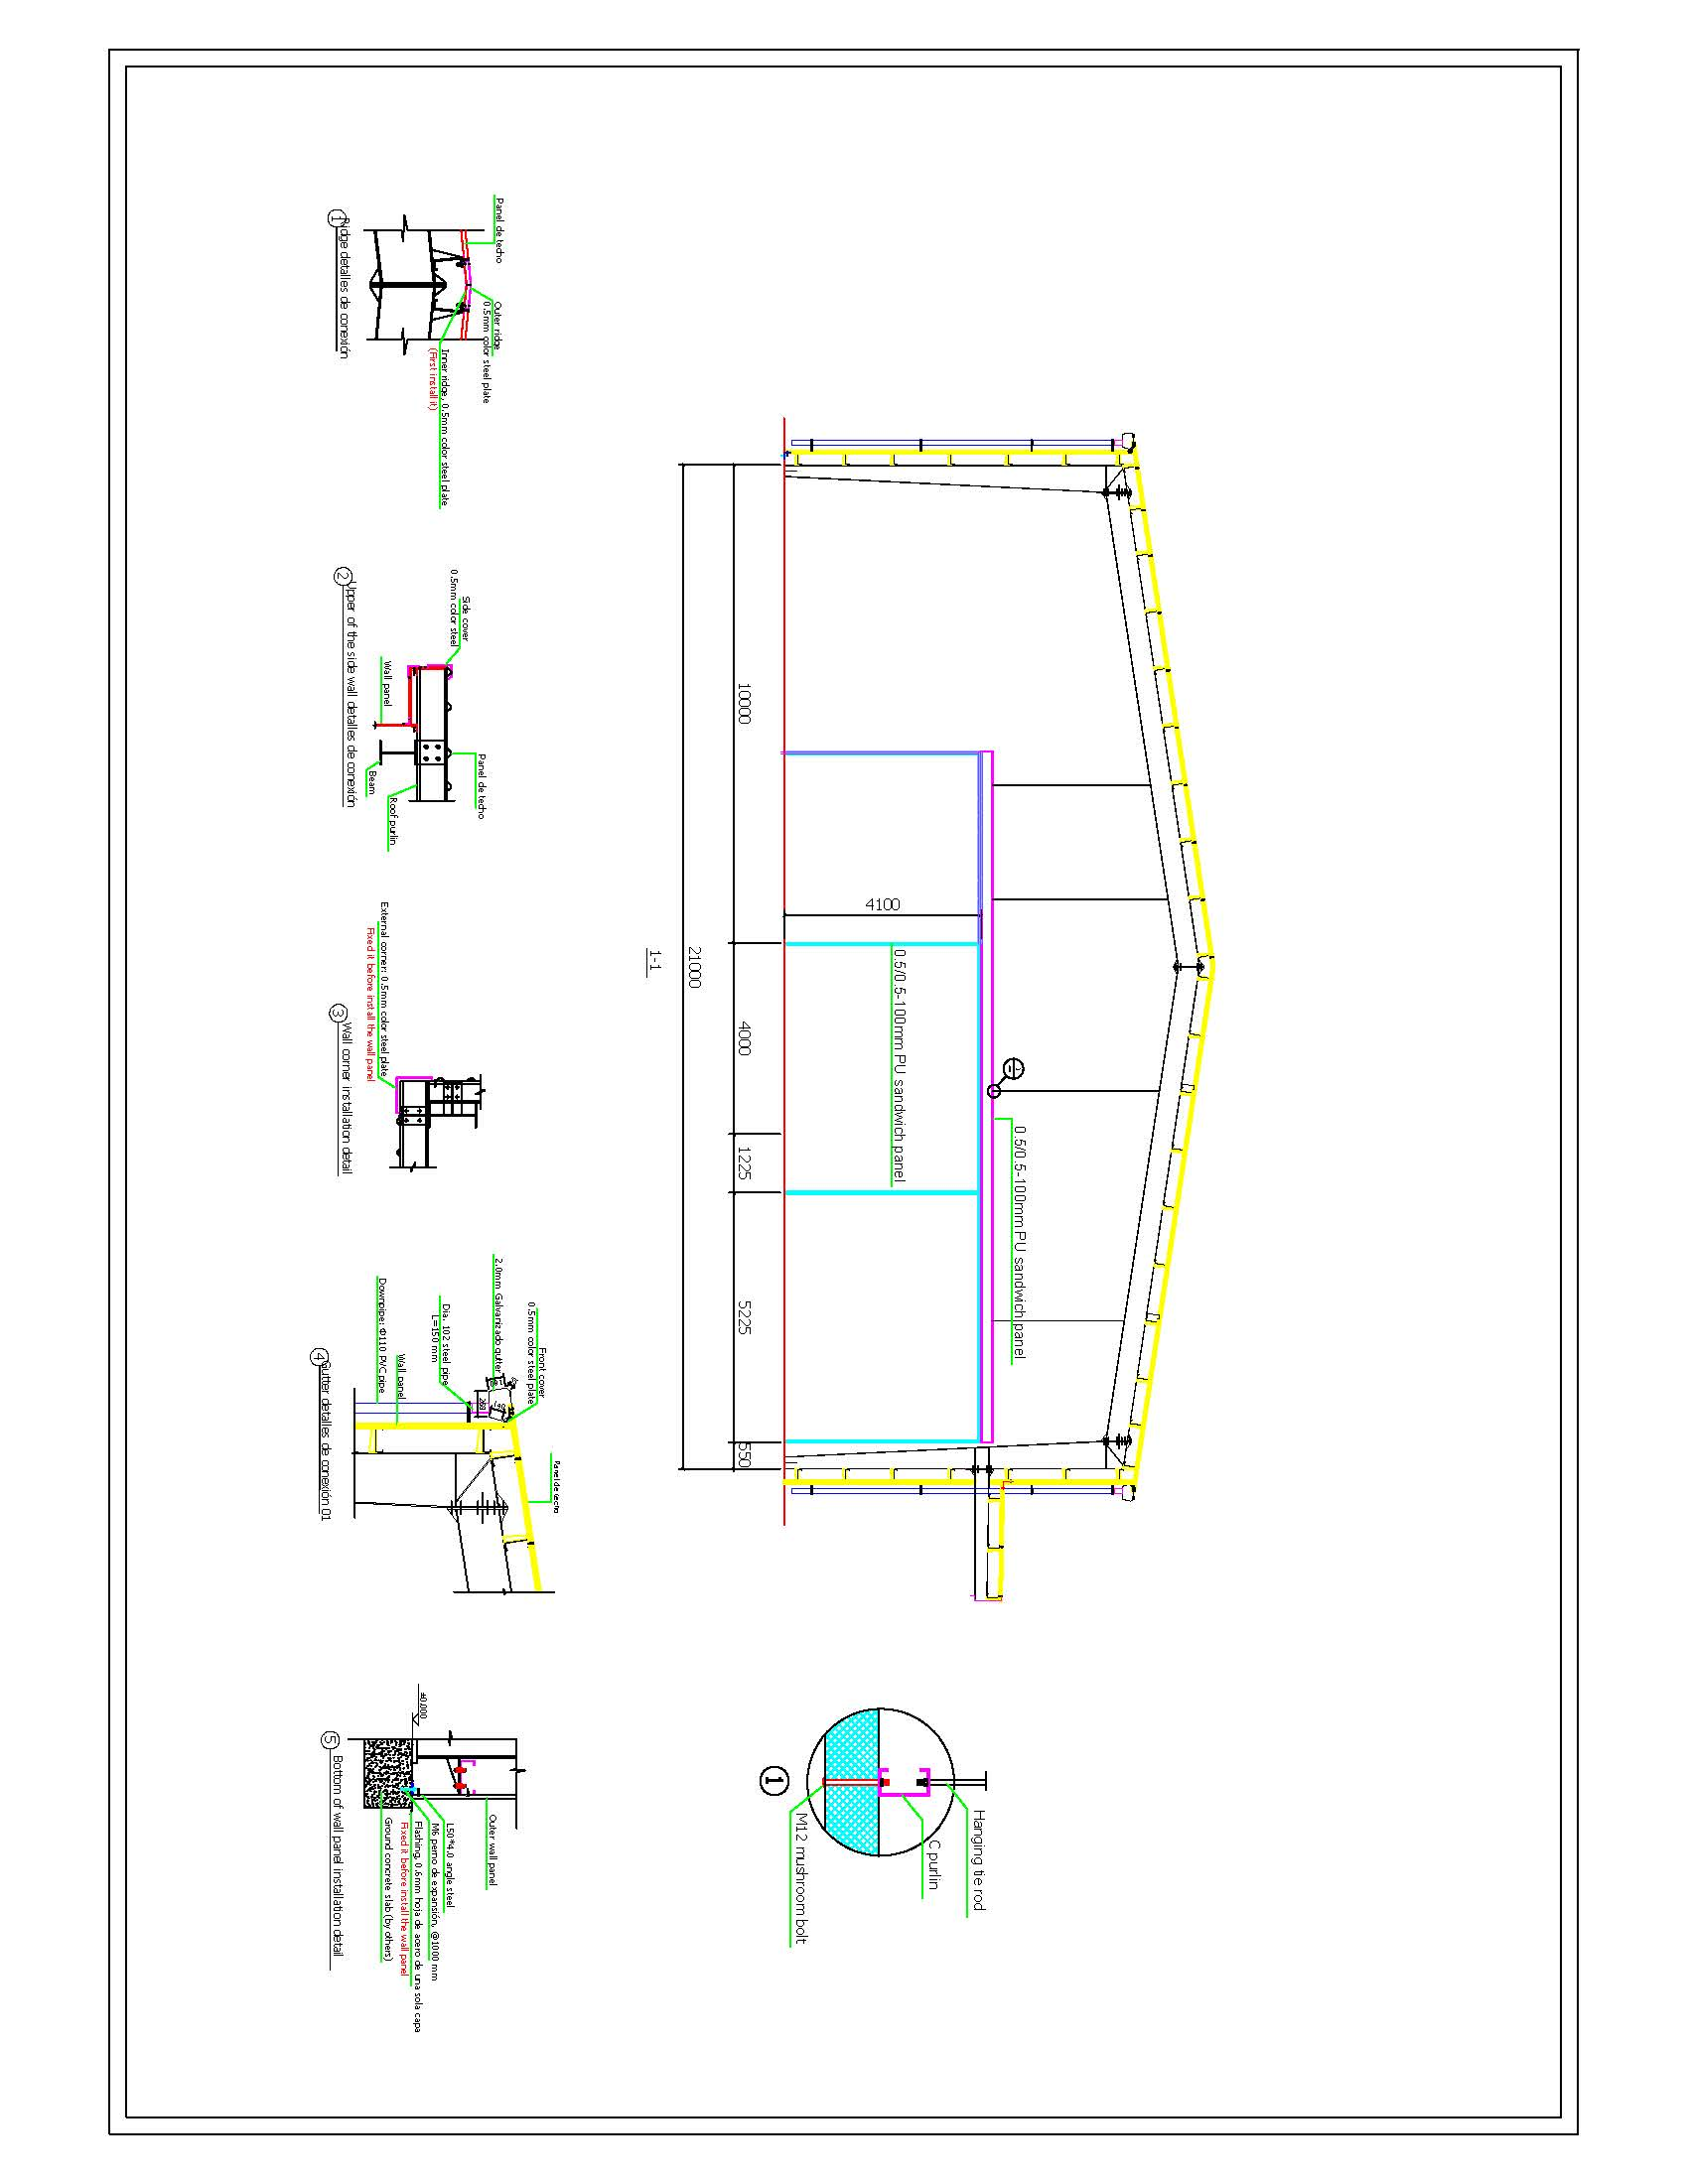 10000
4000
1225
5225
550
21000
4100
1-1
0.5/0.5-100mm PU sandwich panel
0.5/0.5-100mm PU sandwich panel
Hanging tie rod
C purlin
M12 mushroom bolt
1
Panel de techo
Outer ridge
0.5mm color steel plate
Inner ridge, 0.5mm color steel plate
(First install it)
1 Ridge detalles de conexión
Side cover
0.5mm color steel
Wall panel
Panel de techo
Beam
Roof purlin
2 Upper of the side wall detalles de conexión
External corner: 0.5mm color steel plate
Fixed it before install the wall panel
3 Wall corner installation detail
Front cover
0.5mm color steel plate
2.0mm Galvanizado gutter
Dia. 102 steel pipe
L=150 mm
Wall panel
Downpipe: Φ110 PVC pipe
Panel de techo
4 Gutter detalles de conexión 01
±0.000
Outer wall panel
L50*4.0 angle steel
M6 perno de expansión, @1000 mm
Flashing, 0.6mm hoja de acero de una sola capa
Fixed it before install the wall panel
Ground concrete slab (by others)
5 Bottom of wall panel installation detail